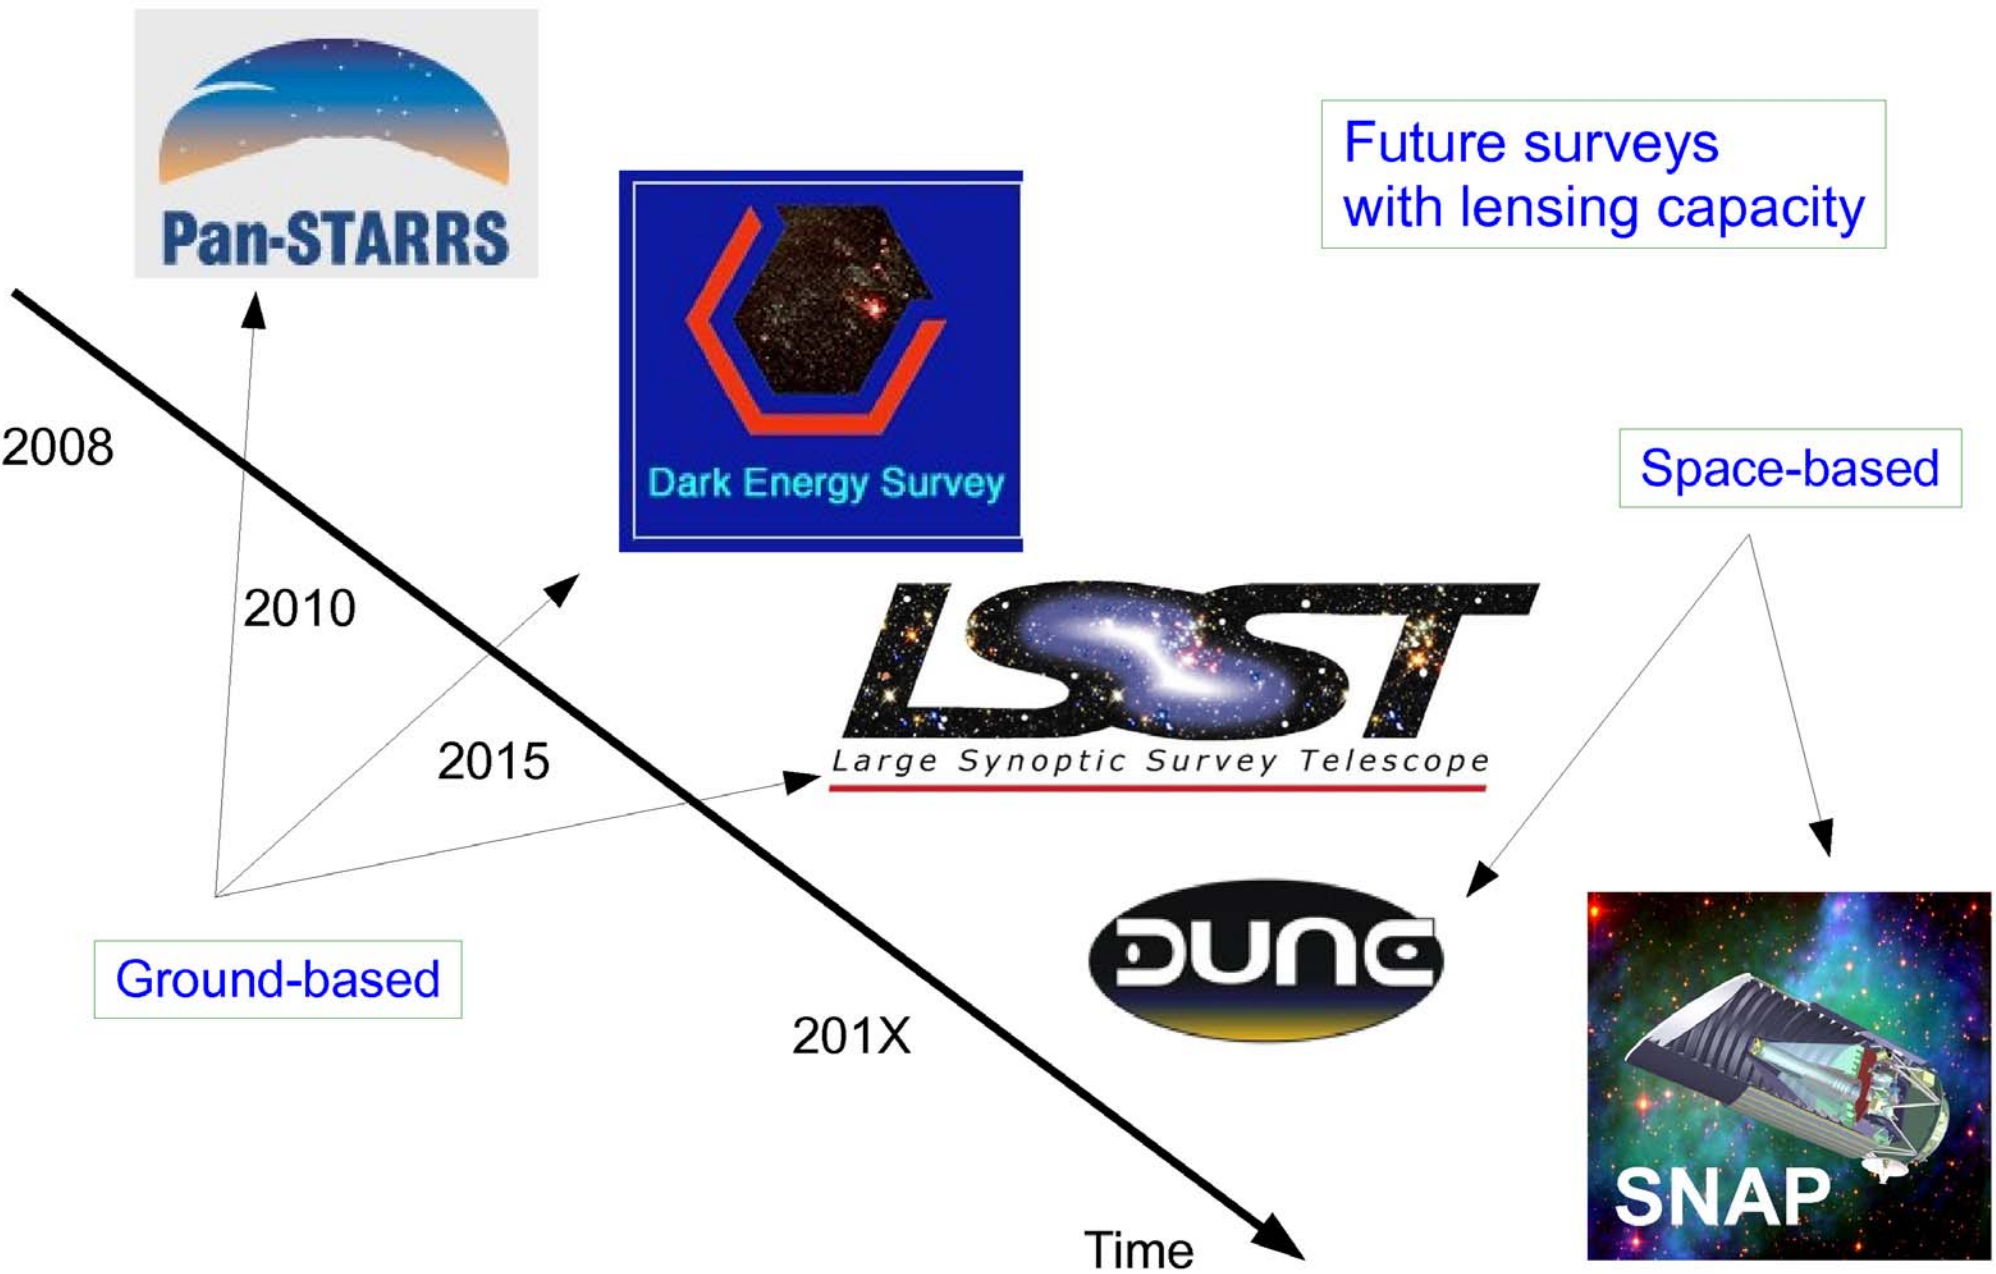 Pan-STARRS
Future surveys
with lensing capacity
Dark Energy Survey
2008
Space-based
2010
LSST
Large Synoptic Survey Telescope
2015
DUNE
Ground-based
201X
SNAP
Time